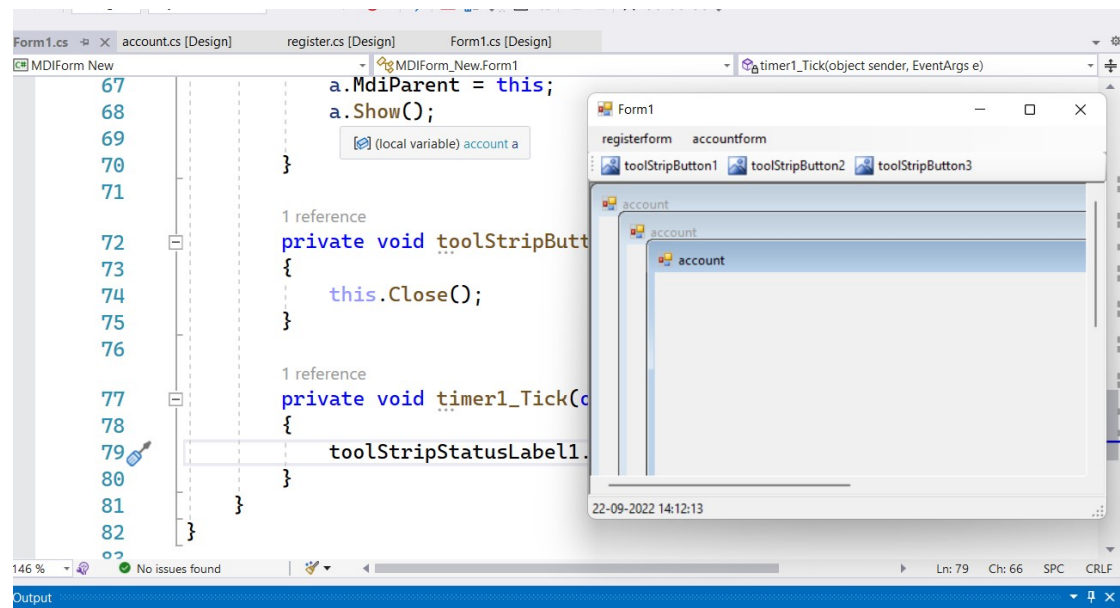 Form1.cs account.cs [Design] register.cs [Design] Form1.cs [Design]
C# MDIForm New MDIForm_New.Form1 timer1_Tick(object sender, EventArgs e)
67 a.MdiParent = this;
68 a.Show();
69 (local variable) account a
70 }
71
1 reference
72 private void toolStripButt
73 {
74 this.Close();
75 }
76
1 reference
77 private void timer1_Tick(o
78 {
79 toolStripStatusLabel1.
80 }
81 }
82 }
83
Form1
registerform accountform
toolStripButton1 toolStripButton2 toolStripButton3
account
account
account
22-09-2022 14:12:13
146 % No issues found Ln: 79 Ch: 66 SPC CRLF
Output